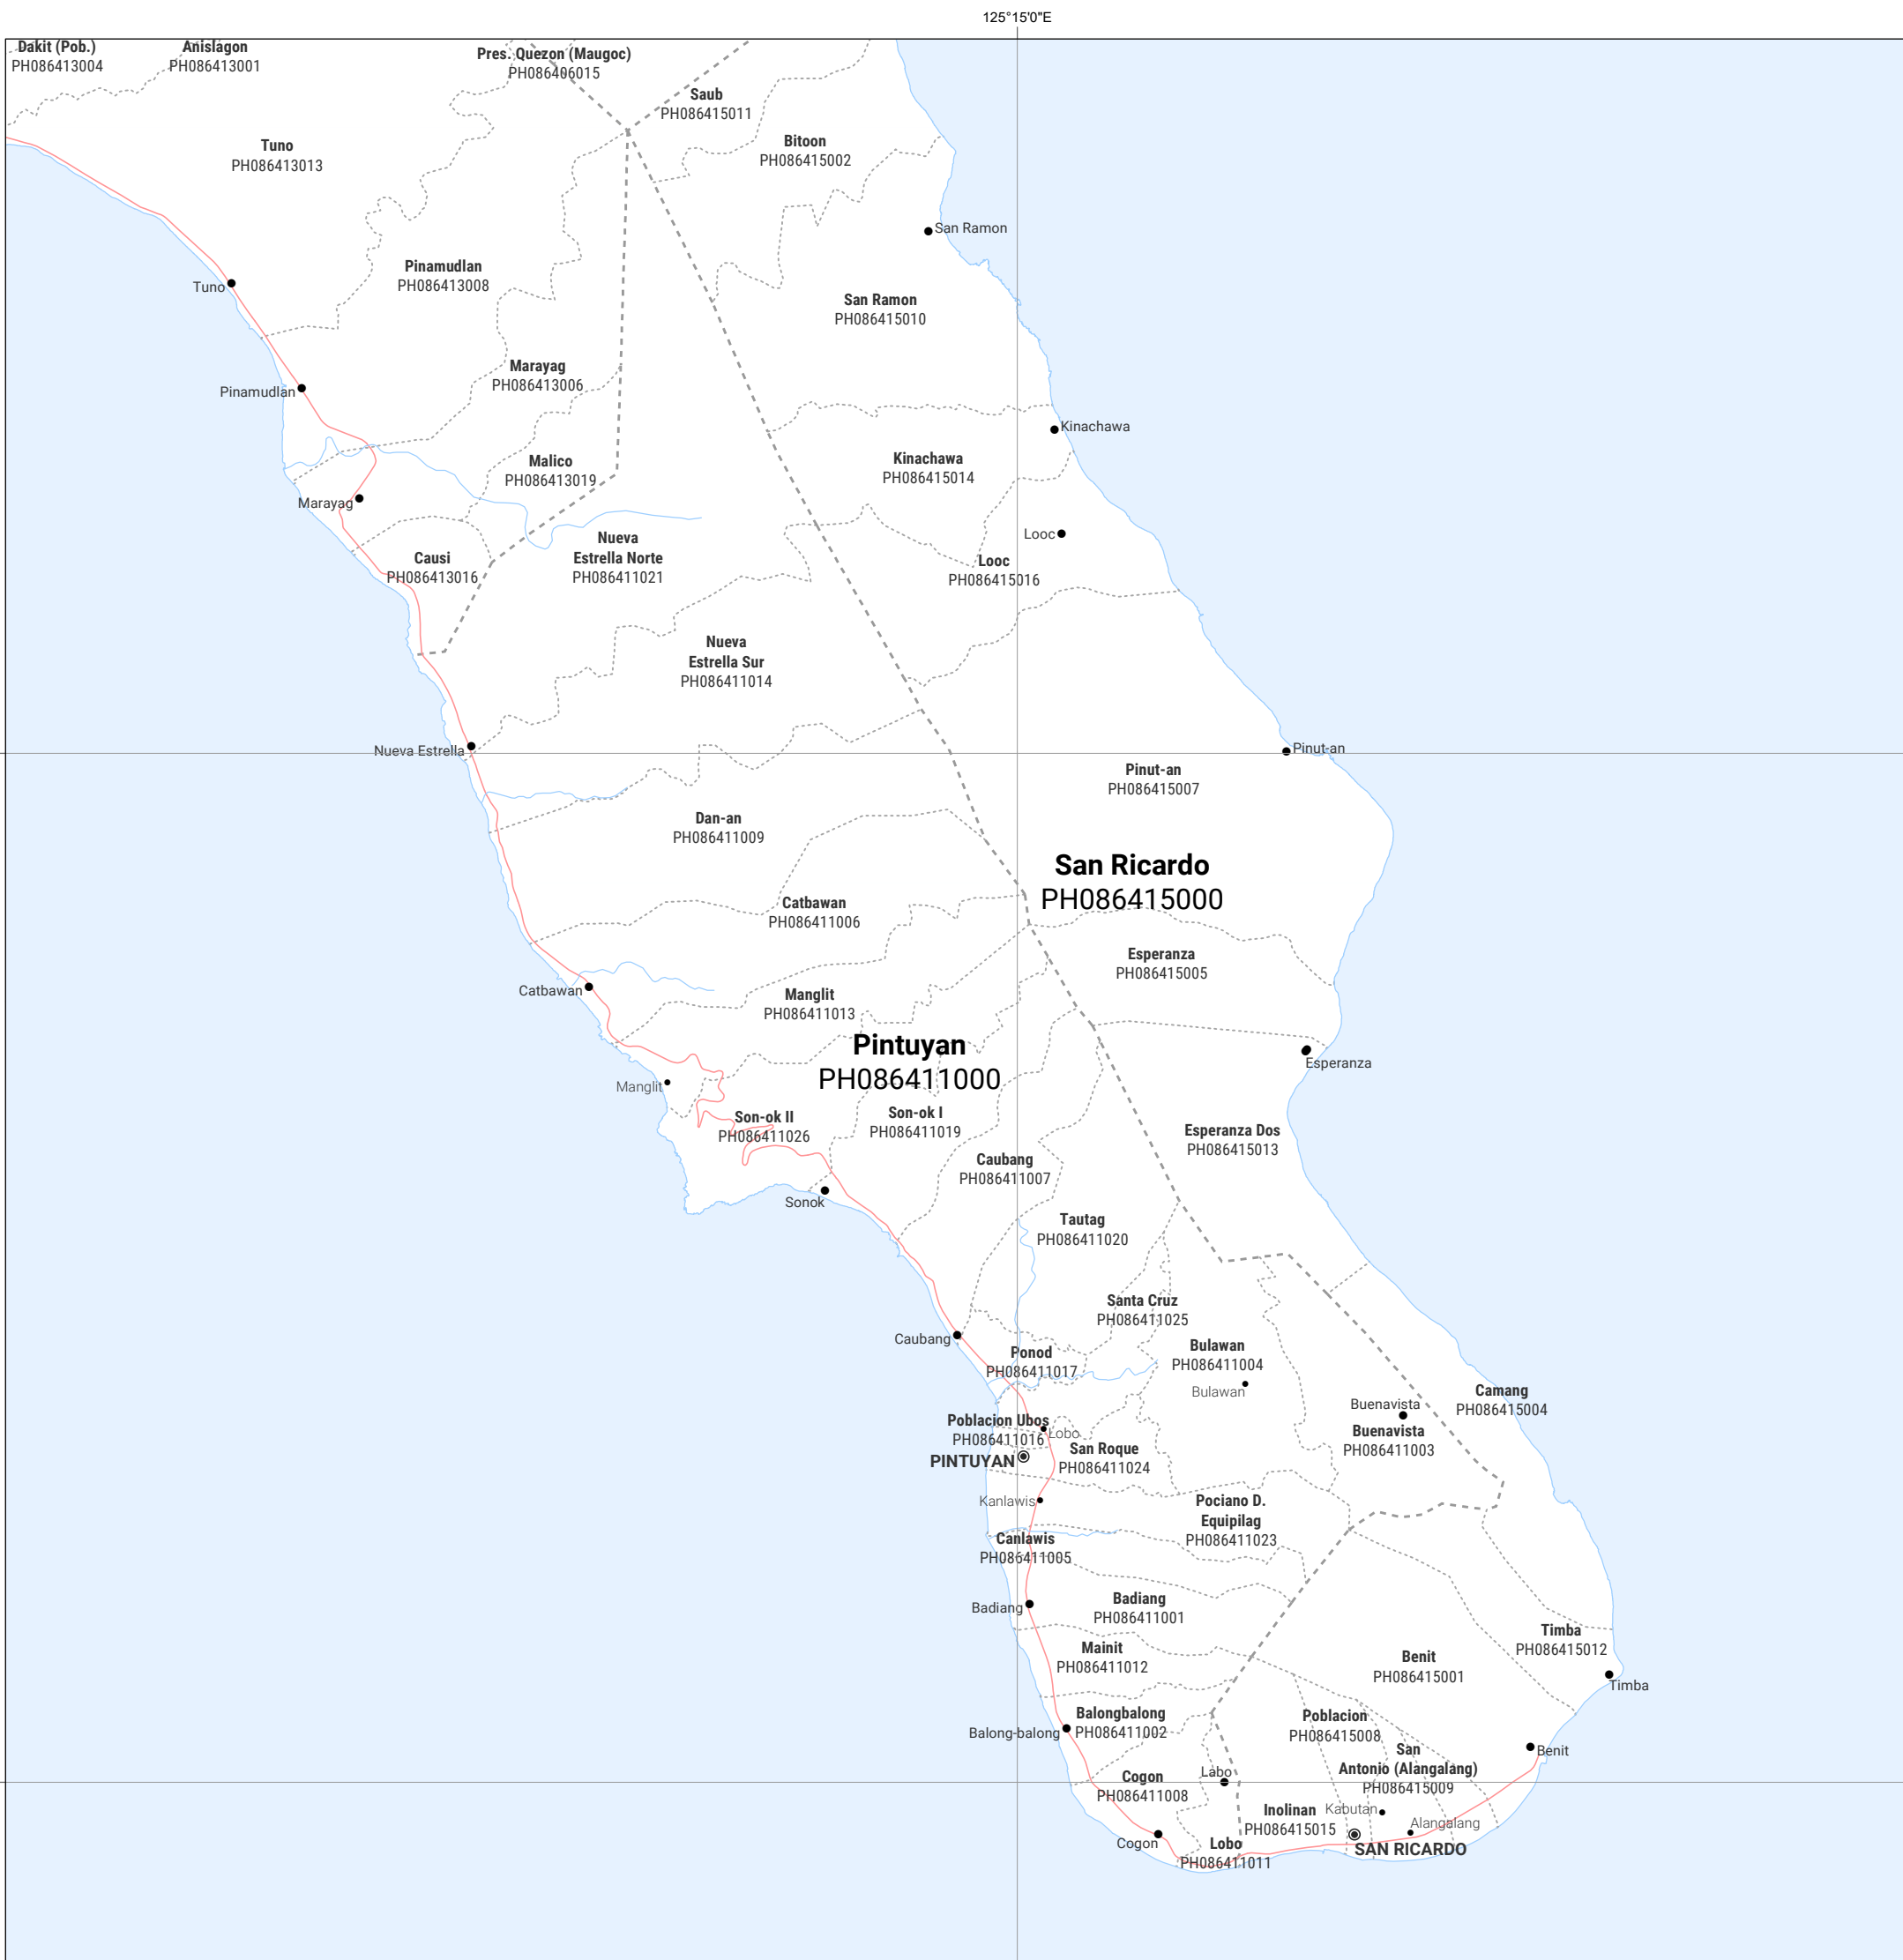 125°15'0"E
Dakit (Pob.)
PH086413004
Anislagon
PH086413001
Pres. Quezon (Maugoc)
PH086406015
Saub
PH086415011
Bitoon
PH086415002
Tuno
PH086413013
San Ramon
Pinamudlan
PH086413008
Tuno
San Ramon
PH086415010
Marayag
PH086413006
Pinamudlan
Kinachawa
Kinachawa
PH086415014
Malico
PH086413019
Marayag
Looc
Nueva
Estrella Norte
PH086411021
Causi
PH086413016
Looc
PH086415016
Nueva
Estrella Sur
PH086411014
Nueva Estrella
Pinut-an
Pinut-an
PH086415007
Dan-an
PH086411009
San Ricardo
PH086415000
Catbawan
PH086411006
Esperanza
PH086415005
Catbawan
Manglit
PH086411013
Pintuyan
PH086411000
Esperanza
Manglit
Son-ok II
PH086411026
Son-ok I
PH086411019
Esperanza Dos
PH086415013
Caubang
PH086411007
Sonok
Tautag
PH086411020
Santa Cruz
PH086411025
Caubang
Ponod
PH086411017
Bulawan
PH086411004
Bulawan
Camang
PH086415004
Buenavista
Buenavista
PH086411003
Poblacion Ubos
PH086411016
Lobo
San Roque
PH086411024
PINTUYAN
Kanlawis
Pociano D.
Equipilag
PH086411023
Canlawis
PH086411005
Badiang
Badiang
PH086411001
Timba
PH086415012
Mainit
PH086411012
Benit
PH086415001
Timba
Balongbalong
PH086411002
Balong-balong
Poblacion
PH086415008
San
Antonio (Alangalang)
PH086415009
Benit
Labo
Cogon
PH086411008
Inolinan
PH086415015
Kabutan
Alangalang
Cogon
Lobo
PH086411011
SAN RICARDO